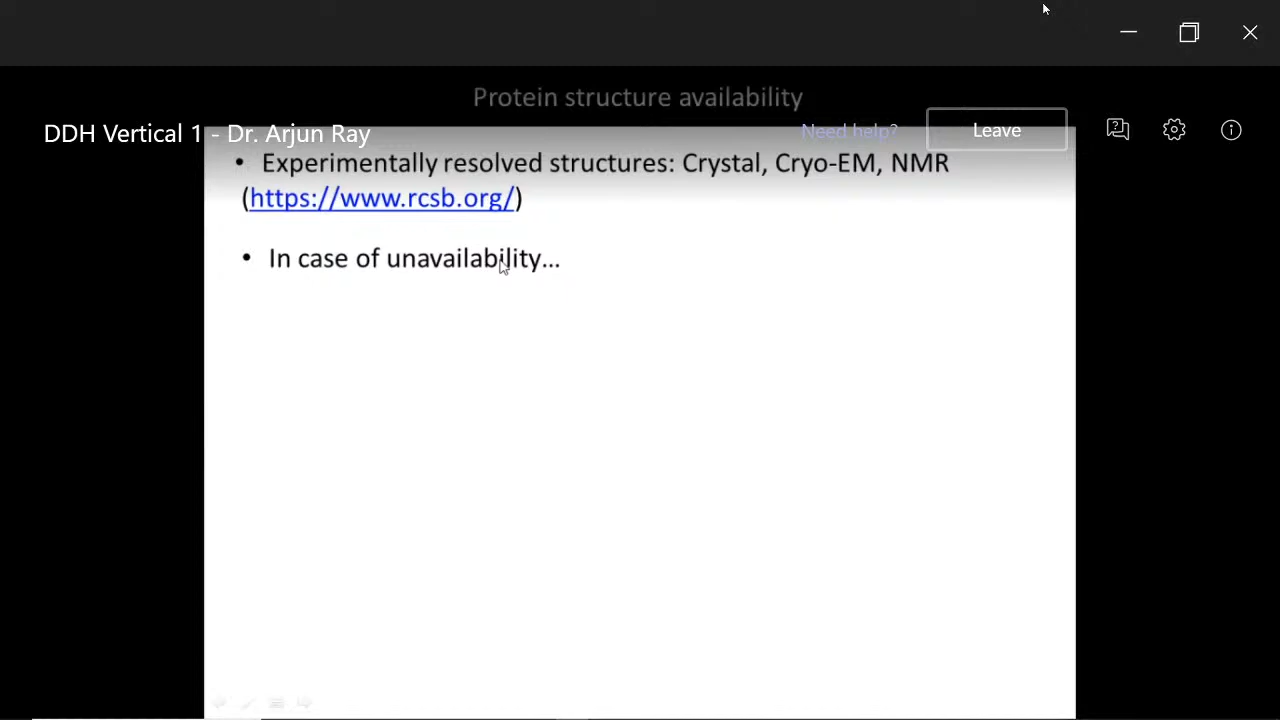 Protein structure availability
DDH Vertical 1 - Dr. Arjun Ray
Need help?
Leave
• Experimentally resolved structures: Crystal, Cryo-EM, NMR
(https://www.rcsb.org/)
• In case of unavailability...